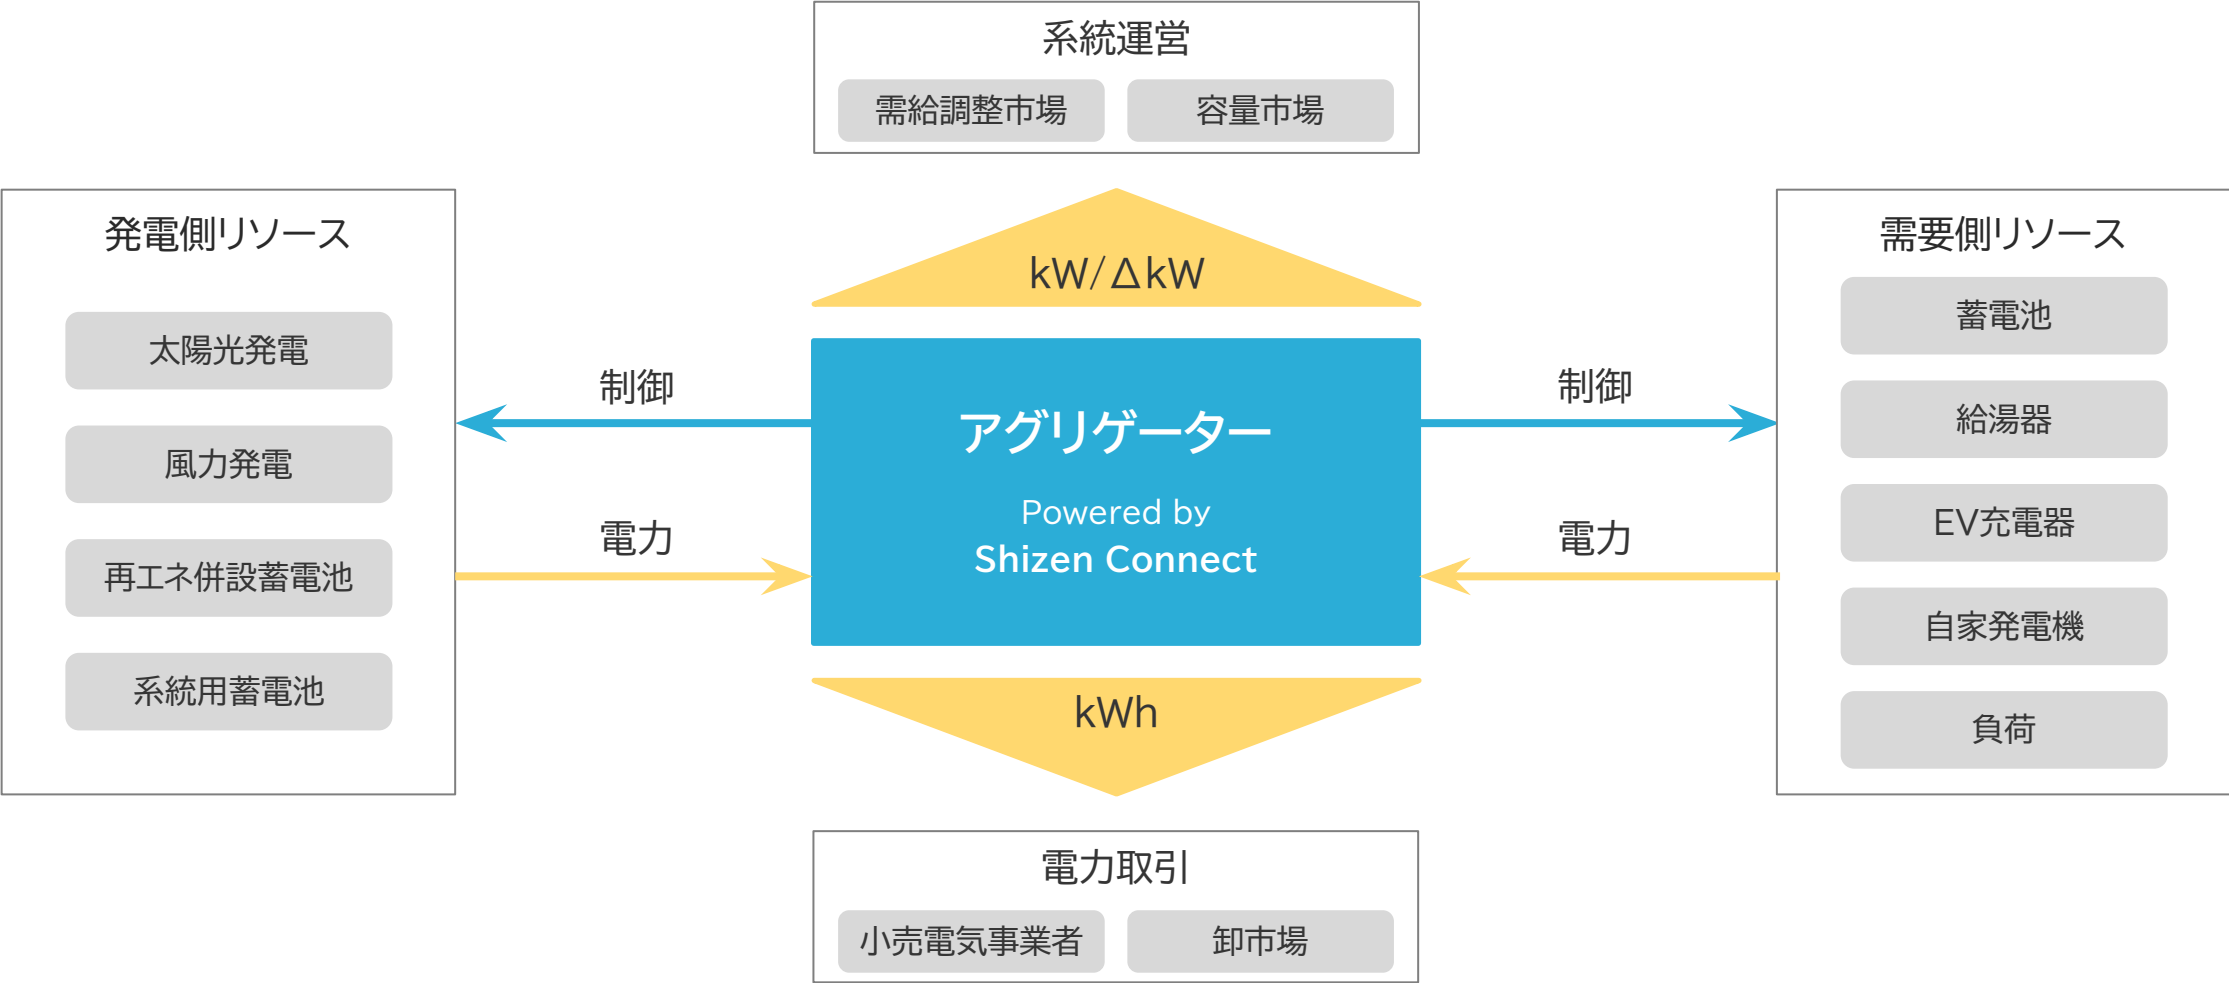 系統運営
需給調整市場
容量市場
発電側リソース
太陽光発電
風力発電
再エネ併設蓄電池
系統用蓄電池
制御
電力
kW/ΔkW
アグリゲーター
Powered by
Shizen Connect
kWh
制御
電力
需要側リソース
蓄電池
給湯器
EV充電器
自家発電機
負荷
電力取引
小売電気事業者
卸市場